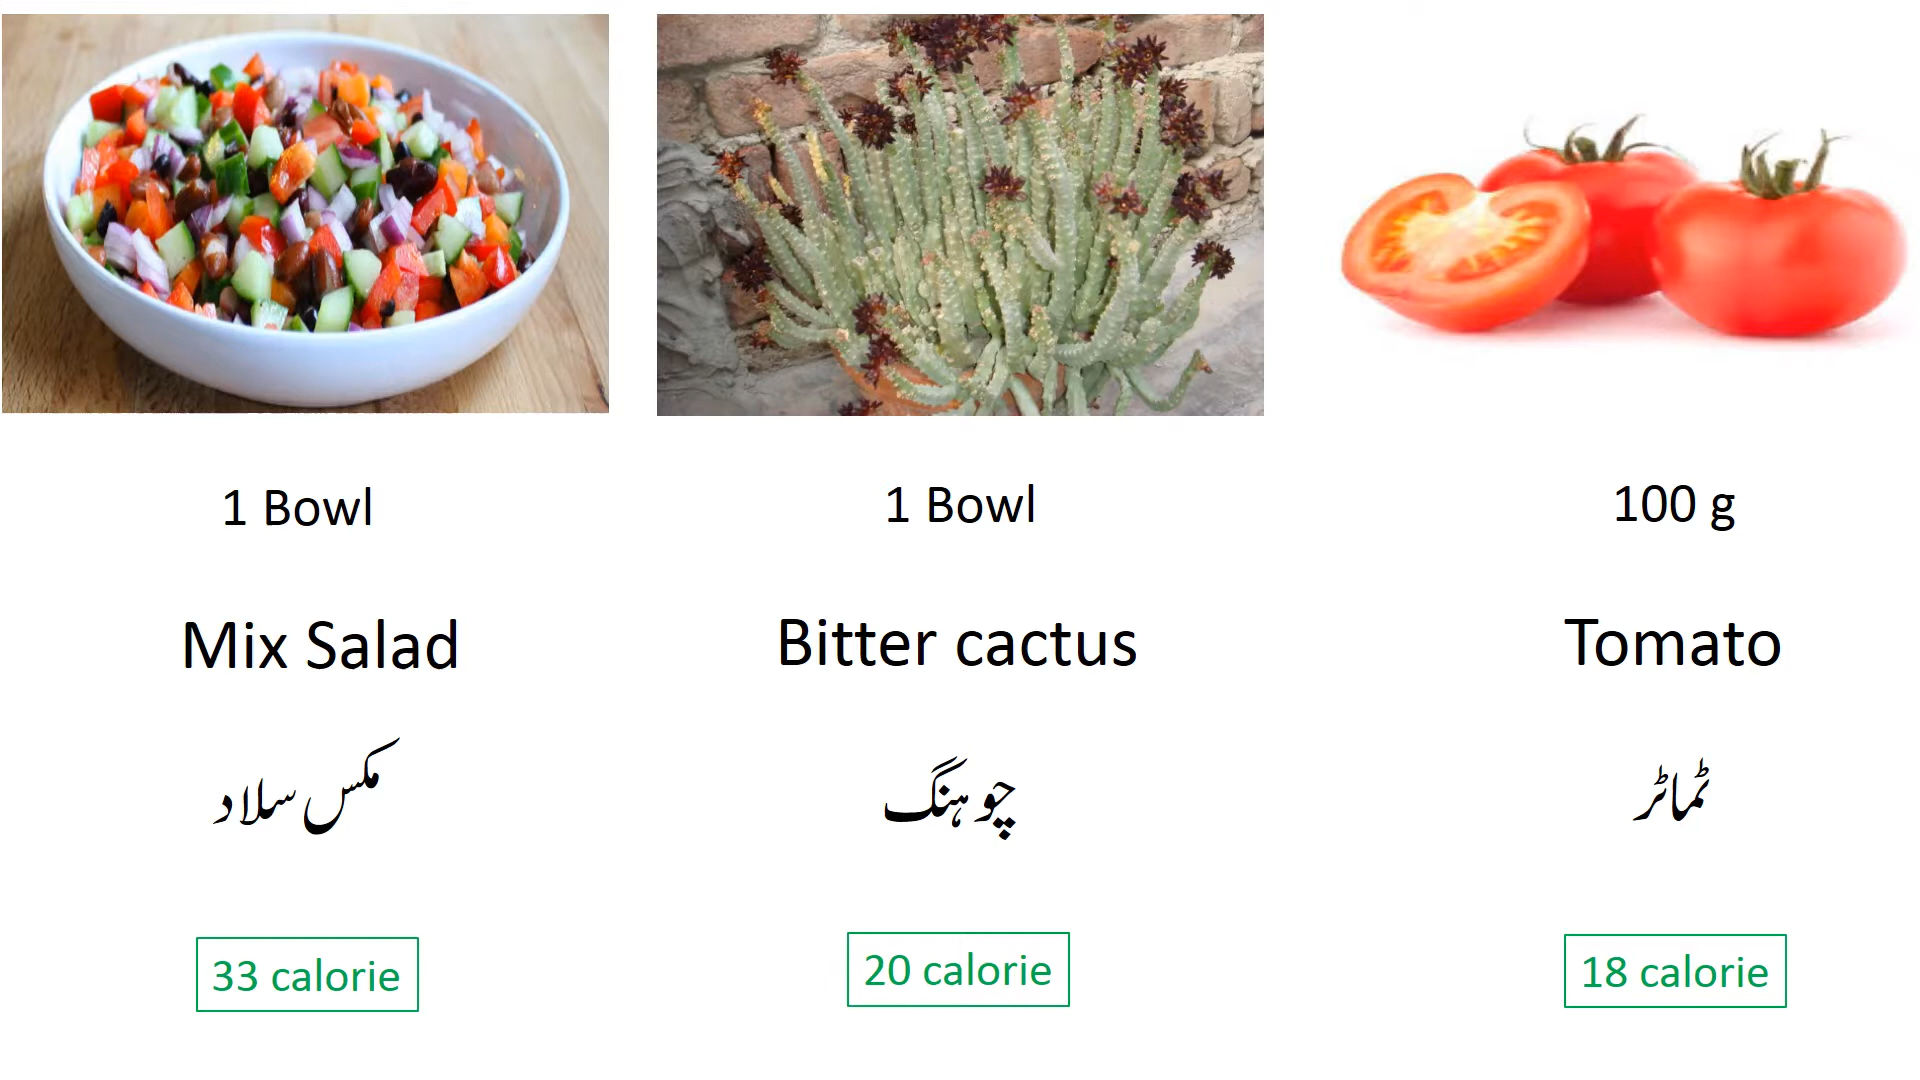 1 Bowl
Mix Salad
مکس سلاد
33 calorie
1 Bowl
Bitter cactus
چوہنگ
20 calorie
100 g
Tomato
ٹماٹر
18 calorie